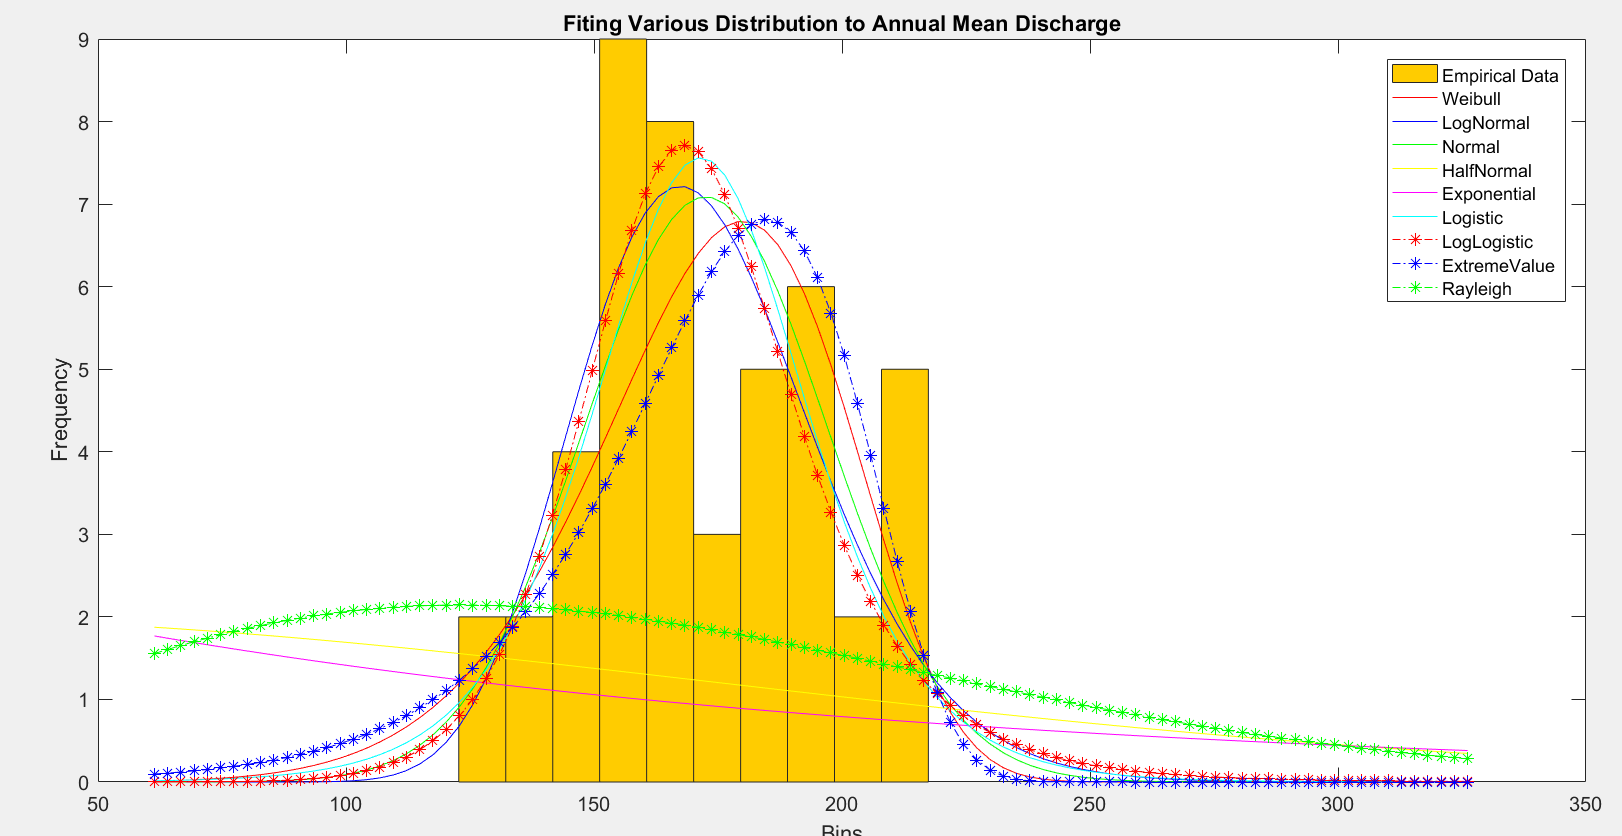 Fiting Various Distribution to Annual Mean Discharge
9
8
7
6
5
4
3
2
1
0
Frequency
50
100
150
200
250
300
350
Bins
Empirical Data
Weibull
LogNormal
Normal
HalfNormal
Exponential
Logistic
LogLogistic
ExtremeValue
Rayleigh